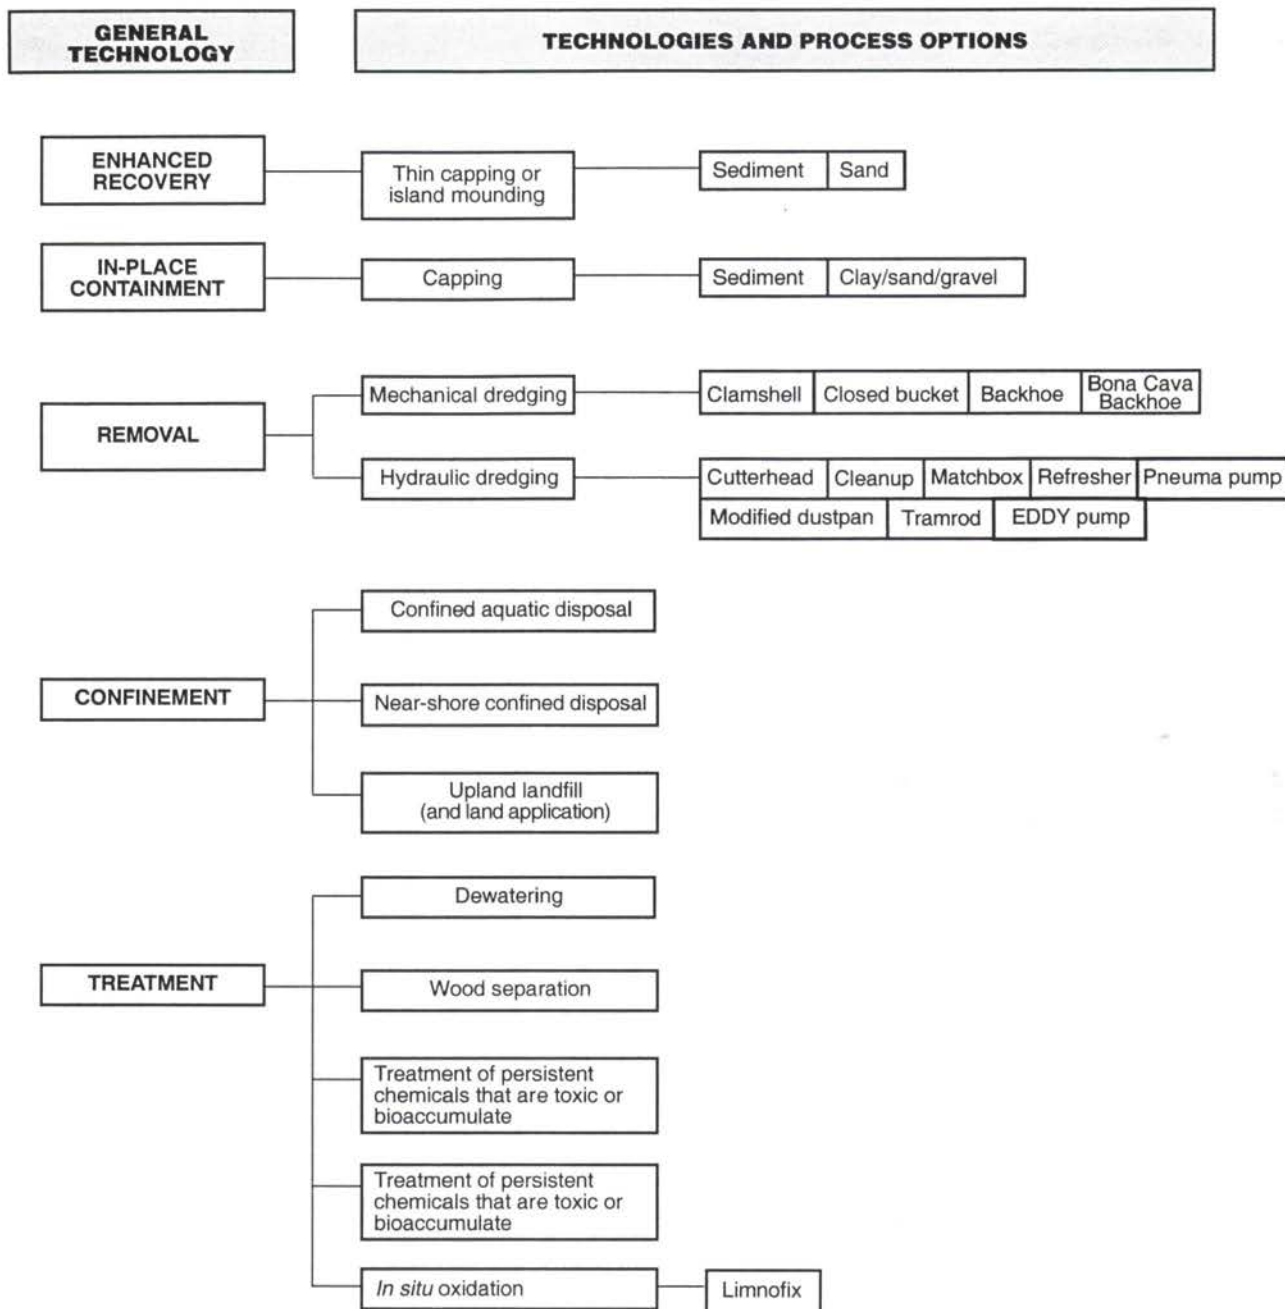 GENERAL
TECHNOLOGY
TECHNOLOGIES AND PROCESS OPTIONS
ENHANCED
RECOVERY
Thin capping or
island mounding
Sediment
Sand
IN-PLACE
CONTAINMENT
Capping
Sediment
Clay/sand/gravel
REMOVAL
Mechanical dredging
Clamshell
Closed bucket
Backhoe
Bona Cava
Backhoe
Hydraulic dredging
Cutterhead
Cleanup
Matchbox
Refresher
Pneuma pump
Modified dustpan
Tramrod
EDDY pump
CONFINEMENT
Confined aquatic disposal
Near-shore confined disposal
Upland landfill
(and land application)
TREATMENT
Dewatering
Wood separation
Treatment of persistent
chemicals that are toxic or
bioaccumulate
Treatment of persistent
chemicals that are toxic or
bioaccumulate
In situ oxidation
Limnofix